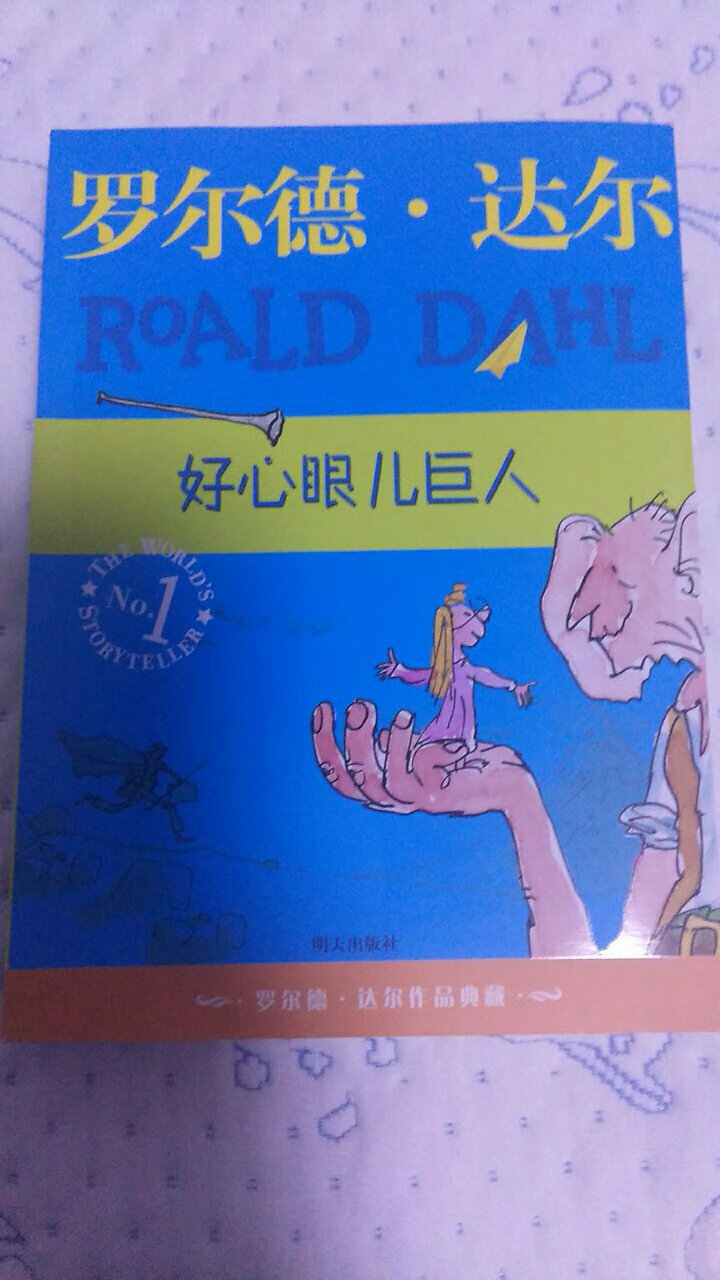 罗尔德·达尔
ROALD DAHL
好心眼儿巨人
THE WORLD'S
No.1
STORYTELLER
明天出版社
罗尔德·达尔作品典藏